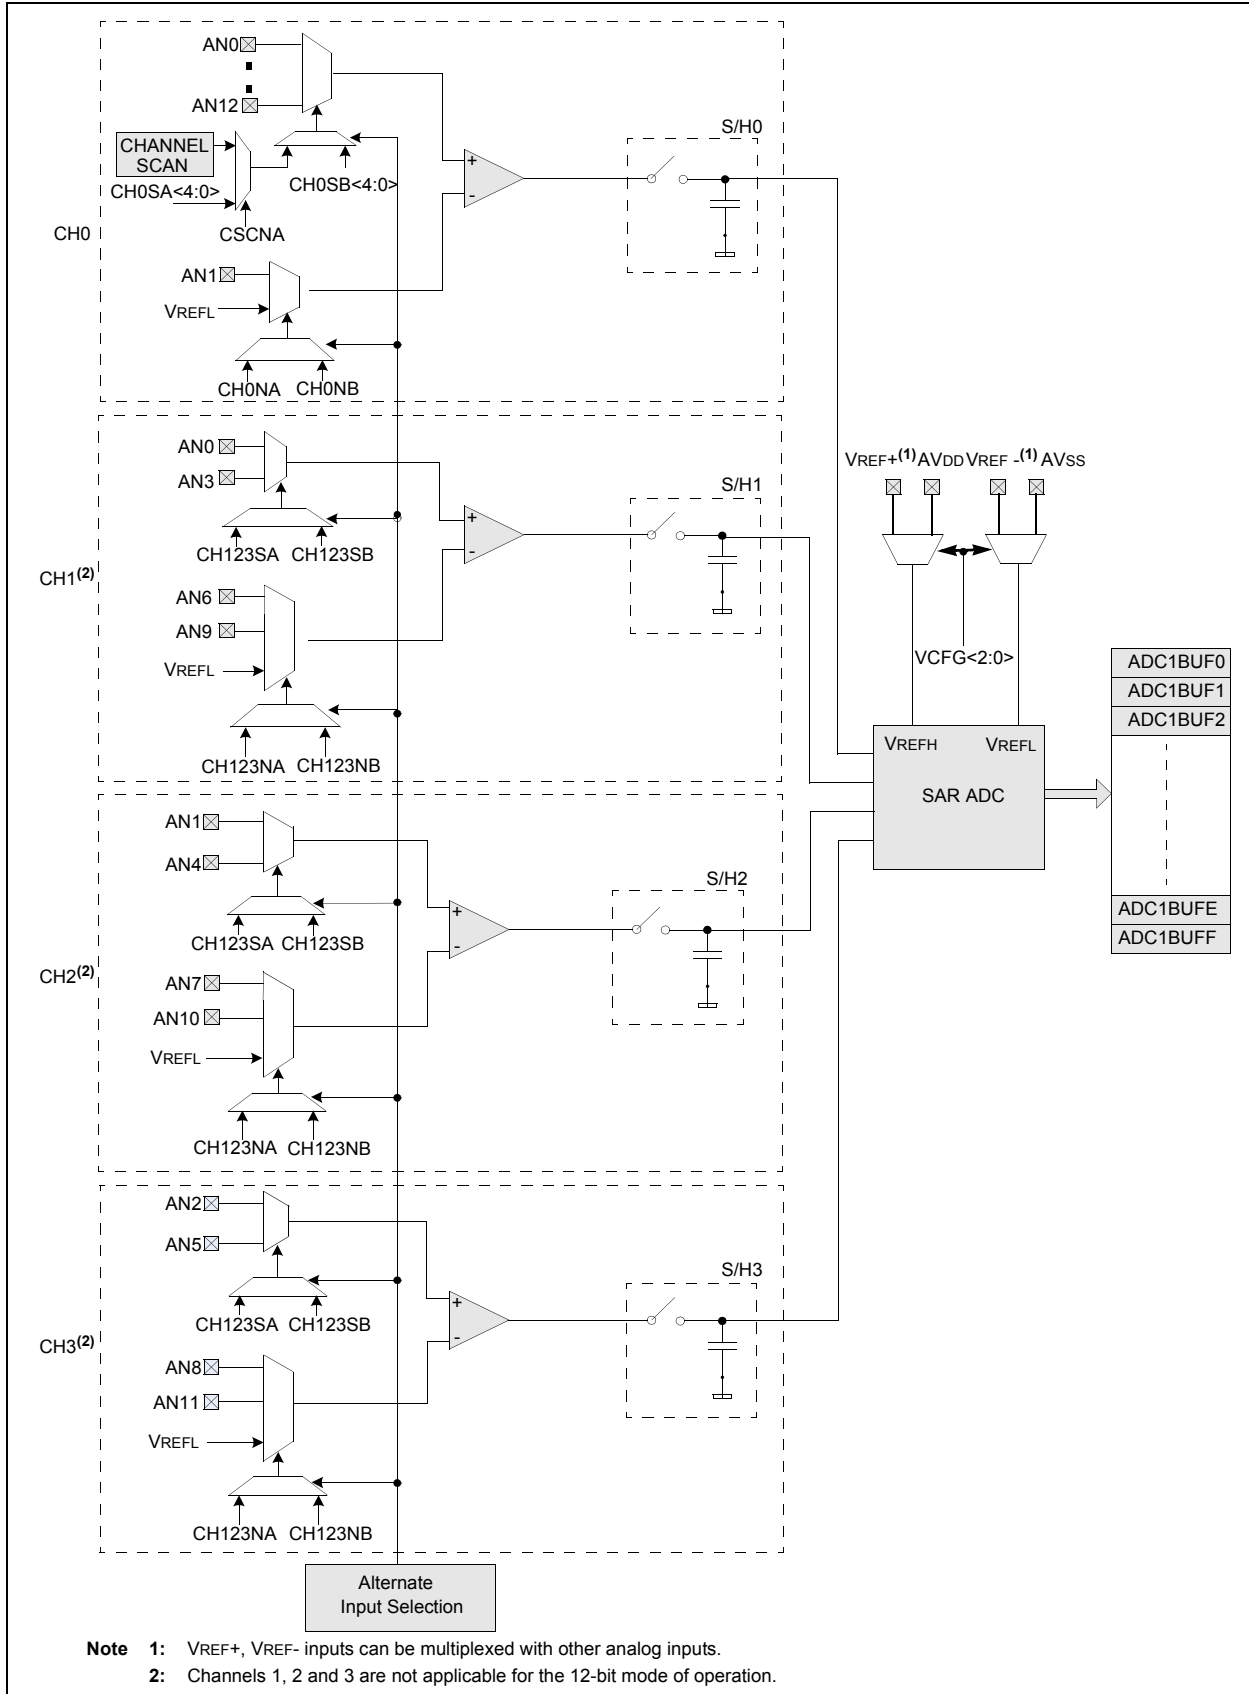 AN0
AN12
CHANNEL
SCAN
CH0SA<4:0>
CH0SB<4:0>
CSCNA
+
-
S/H0
CH0
AN1
VREFL
CH0NA CH0NB
AN0
AN3
CH123SA CH123SB
+
-
S/H1
CH1(2)
AN6
AN9
VREFL
CH123NA CH123NB
VREF+(1) AVDD VREF -(1) AVSS
VCFG<2:0>
VREFH VREFL
SAR ADC
ADC1BUF0
ADC1BUF1
ADC1BUF2
ADC1BUFE
ADC1BUFF
AN1
AN4
CH123SA CH123SB
+
-
S/H2
CH2(2)
AN7
AN10
VREFL
CH123NA CH123NB
AN2
AN5
CH123SA CH123SB
+
-
S/H3
CH3(2)
AN8
AN11
VREFL
CH123NA CH123NB
Alternate
Input Selection
Note 1: VREF+, VREF- inputs can be multiplexed with other analog inputs.
2: Channels 1, 2 and 3 are not applicable for the 12-bit mode of operation.